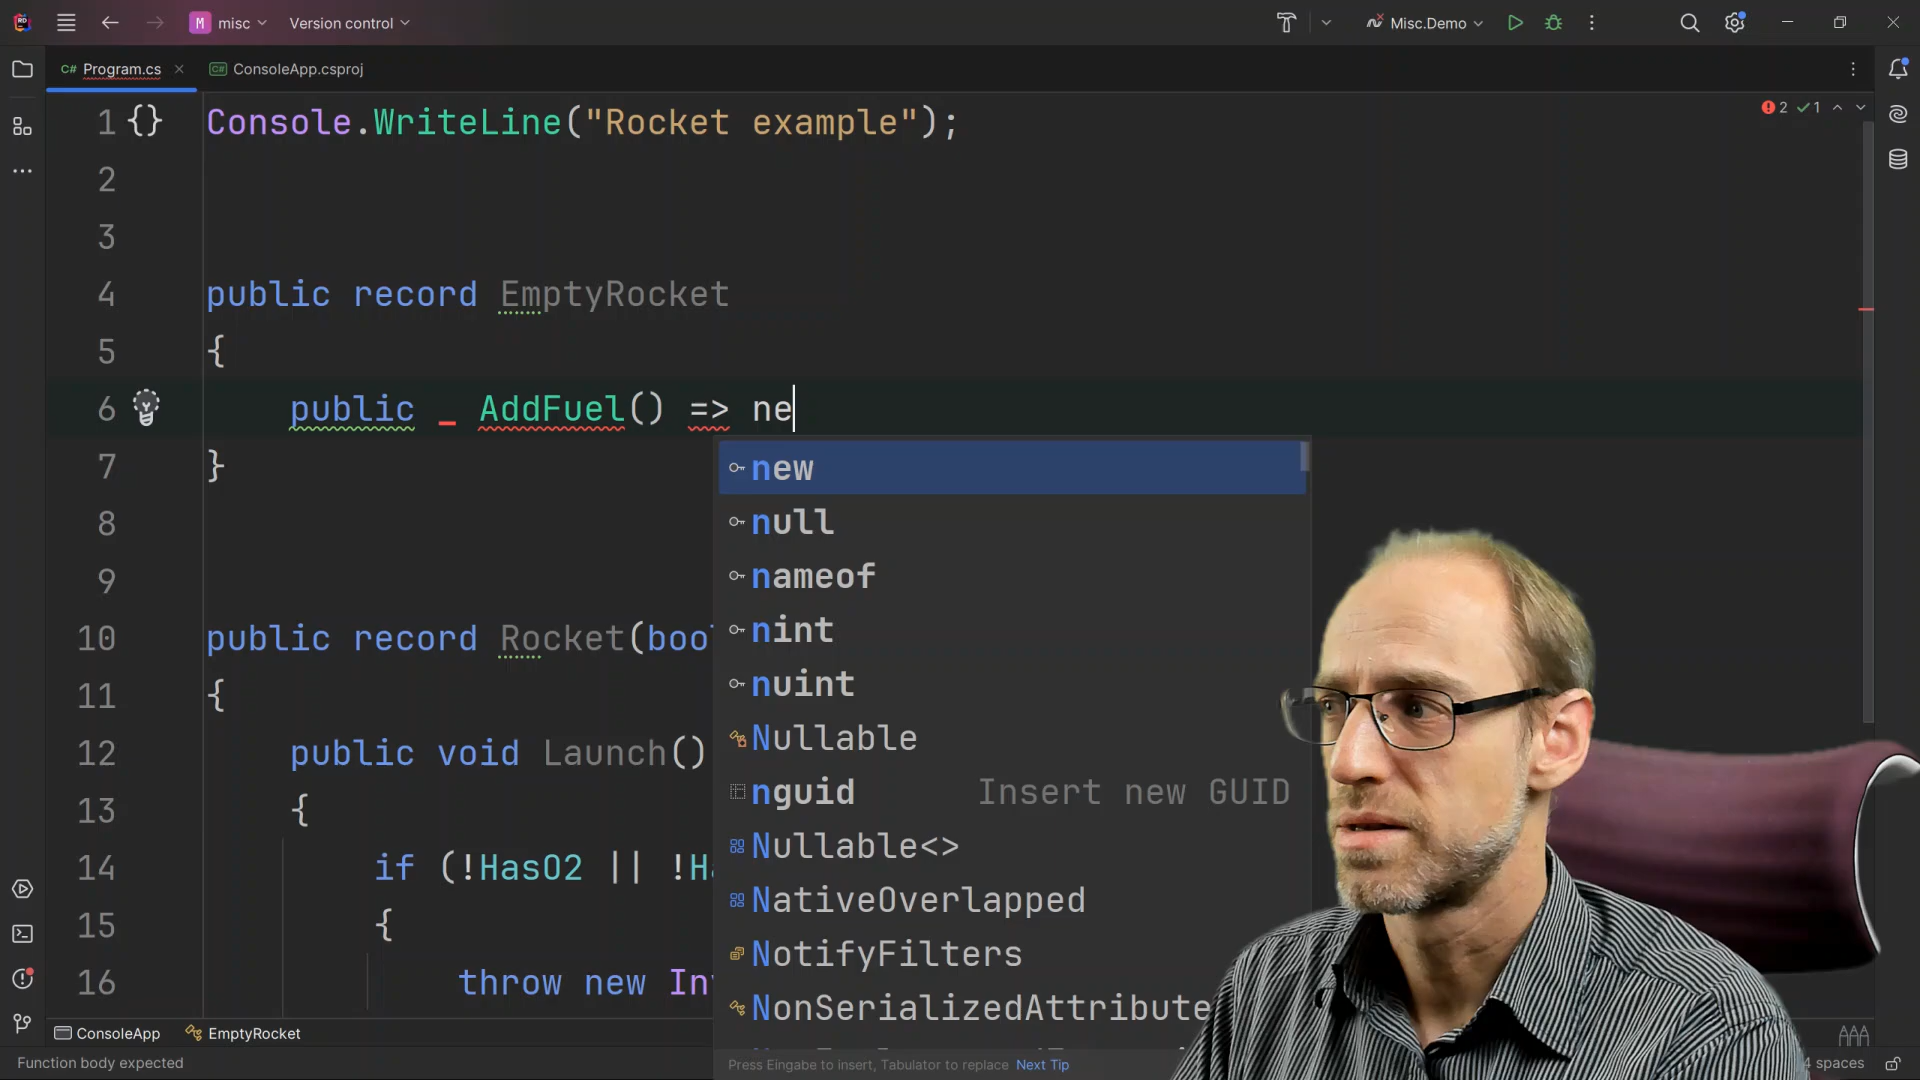 M misc Version control Misc.Demo
C# Program.cs ConsoleApp.csproj
2 1
1 {} Console.WriteLine("Rocket example");
2
3
4 public record EmptyRocket
5 {
6 public _ AddFuel() => ne
7 }
new
8
null
nameof
9
nint
10 public record Rocket(bool
11 {
nuint
12 public void Launch()
Nullable
13 {
nguid Insert new GUID
14 if (!HasO2 || !Ha
Nullable<>
15 {
NativeOverlapped
NotifyFilters
16 throw new Inv
NonSerializedAttribute
ConsoleApp EmptyRocket
Function body expected
Press Eingabe to insert, Tabulator to replace Next Tip
4 spaces